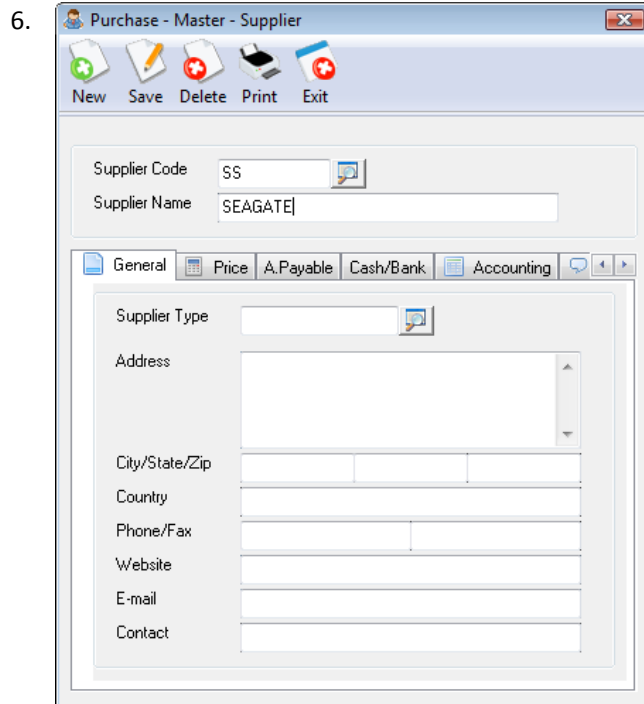 6.
Purchase - Master - Supplier
New Save Delete Print Exit
Supplier Code SS
Supplier Name SEAGATE
General Price A.Payable Cash/Bank Accounting
Supplier Type
Address
City/State/Zip
Country
Phone/Fax
Website
E-mail
Contact